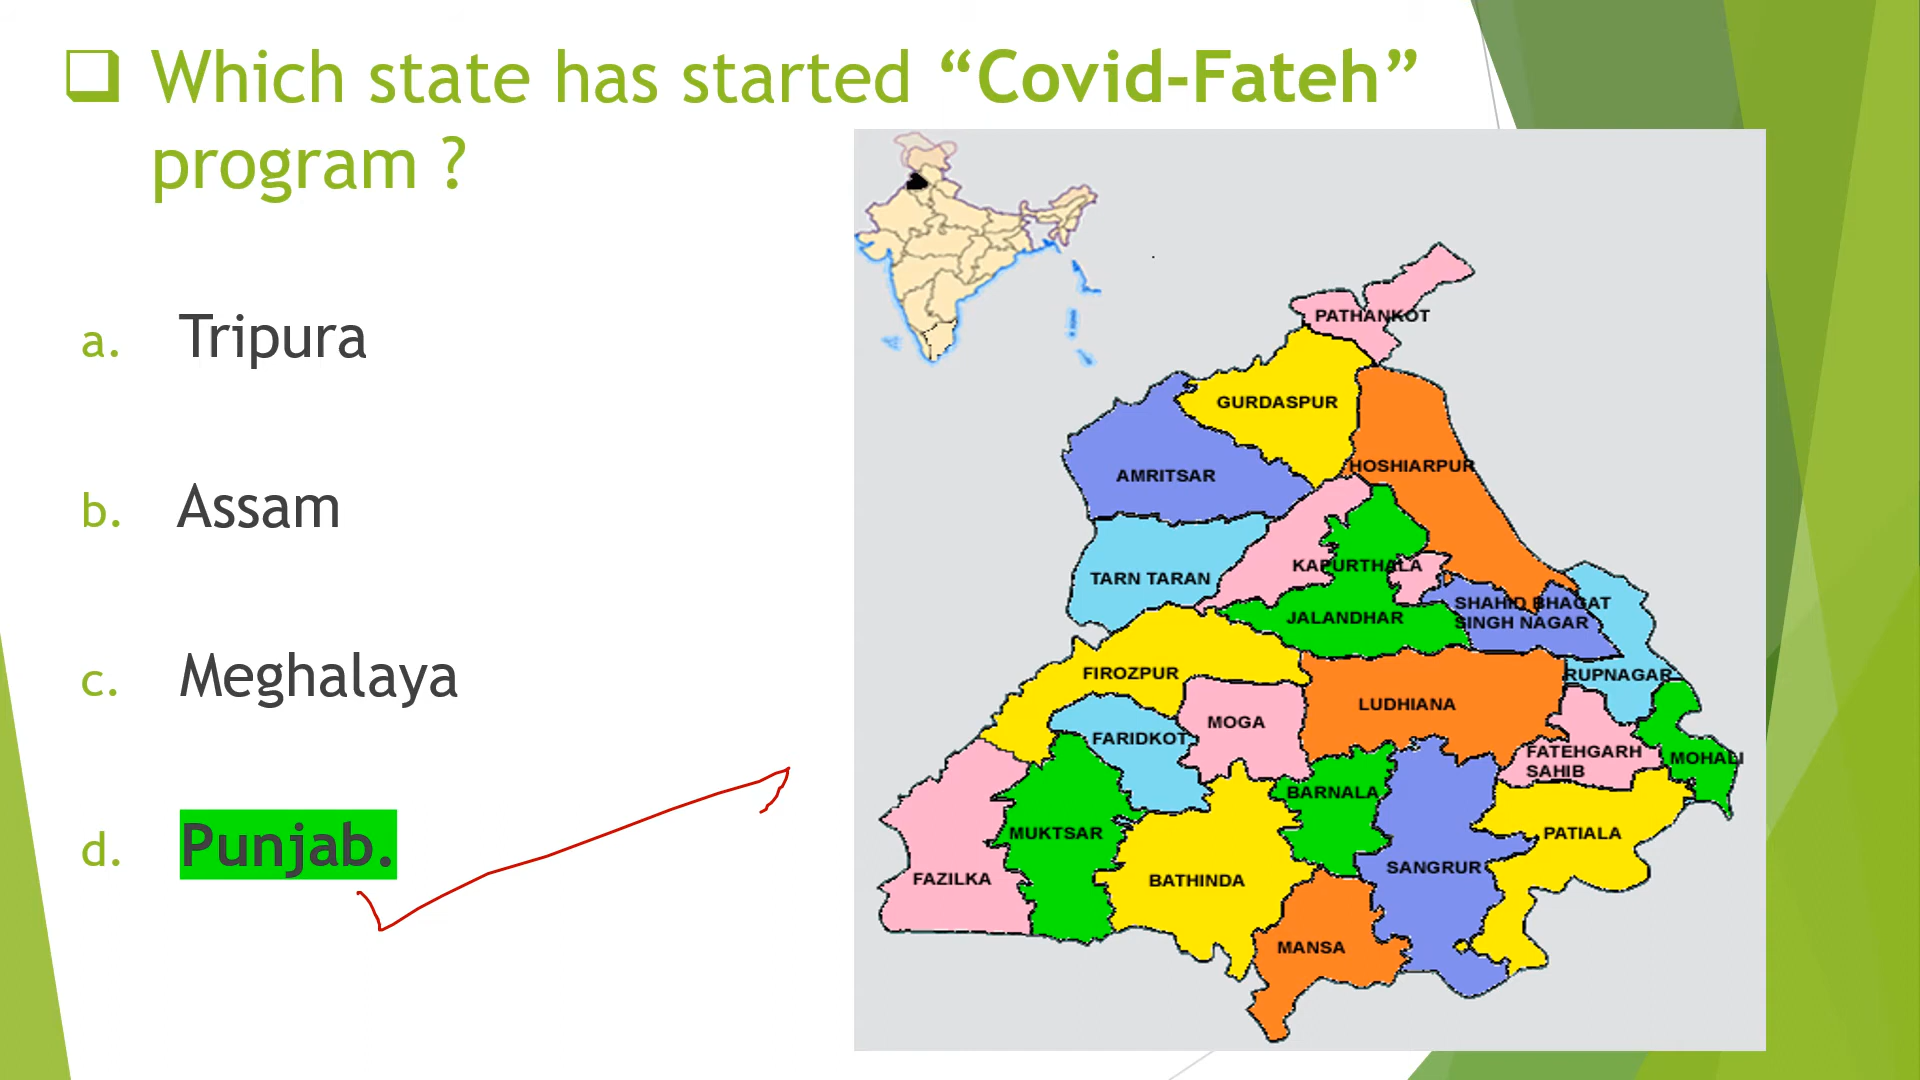 ❑ Which state has started “Covid-Fateh”
program ?
a. Tripura
b. Assam
c. Meghalaya
d. Punjab.
PATHANKOT
GURDASPUR
HOSHIARPUR
AMRITSAR
KAPURTHALA
TARN TARAN
SHAHID BHAGAT
SINGH NAGAR
JALANDHAR
FIROZPUR
RUPNAGAR
LUDHIANA
MOGA
FARIDKOT
FATEHGARH
SAHIB
MOHALI
BARNALA
MUKTSAR
PATIALA
SANGRUR
FAZILKA
BATHINDA
MANSA